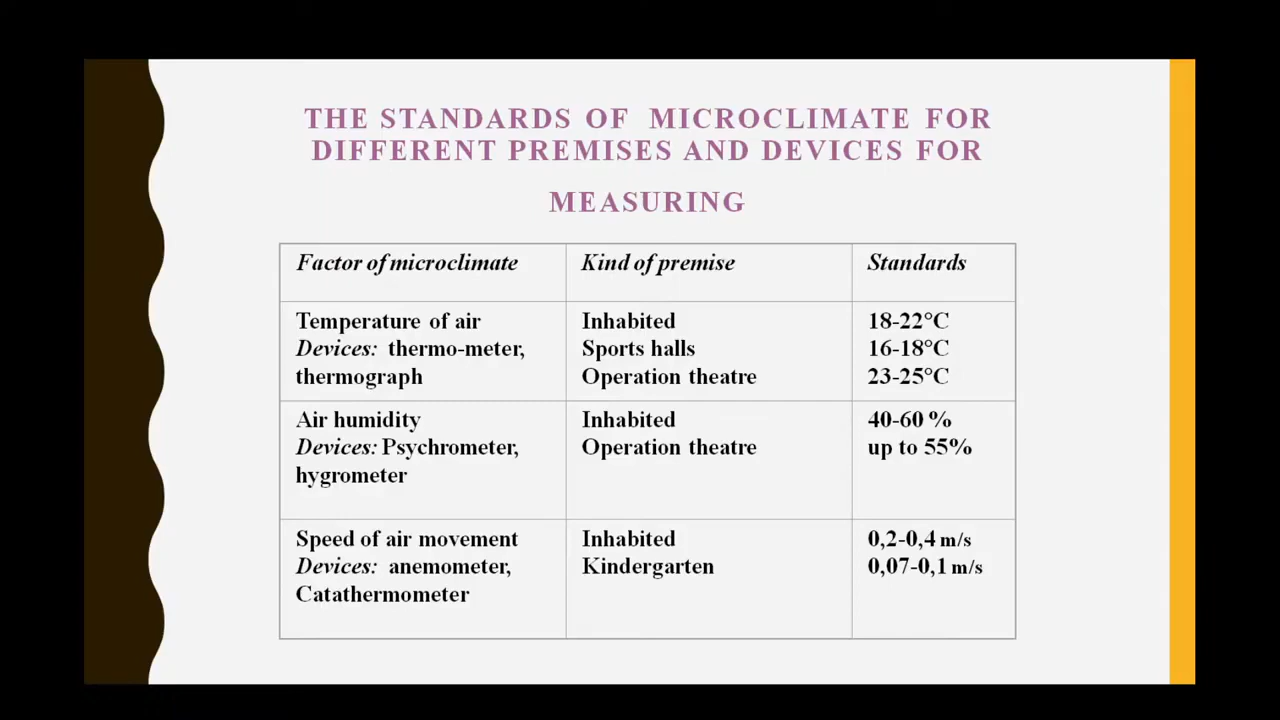 THE STANDARDS OF MICROCLIMATE FOR
DIFFERENT PREMISES AND DEVICES FOR
MEASURING
Factor of microclimate Kind of premise Standards
Temperature of air Inhabited 18-22°C
Devices: thermo-meter, Sports halls 16-18°C
thermograph Operation theatre 23-25°C
Air humidity Inhabited 40-60 %
Devices: Psychrometer, Operation theatre up to 55%
hygrometer
Speed of air movement Inhabited 0,2-0,4 m/s
Devices: anemometer, Kindergarten 0,07-0,1 m/s
Catathermometer